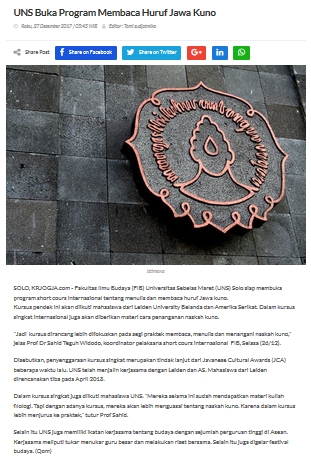 UNS Buka Program Membaca Huruf Jawa Kuno
Rabu, 27 Desember 2017 / 03:43 WIB Editor: Tomi sudjatmiko
Share Post Share on Facebook Share on Twitter
Istimewa
SOLO, KRJOGJA.com - Fakultas Ilmu Budaya (FIB) Universitas Sebelas Maret (UNS) Solo siap membuka
program short cours Internasional tentang menulis dan membaca huruf Jawa kuno.
Kursus pendek ini akan diikuti mahasiswa dari Leiden University Belanda dan Amerika Serikat. Dalam kursus
singkat internasional juga akan diberikan materi cara penanganan naskah kuno.
"Jadi kursus dirancang lebih difokuskan pada segi praktek membaca, menulis dan menangani naskah kuno,"
jelas Prof Dr Sahid Teguh Widodo, koordinator pelaksana short cours internasional FIB, Selasa (26/12).
Disebutkan, penyenggaraan kursus singkat merupakan tindak lanjut dari Javanese Cultural Awards (JCA)
beberapa waktu lalu. UNS telah menjalin kerjasama dengan Leiden dan AS. Mahasiswa dari Leiden
direncanakan tiba pada April 2018.
Dalam kursus singkat juga diikuti mahasiswa UNS. "Mereka selama ini sudah mendapatkan materi kuliah
filologi. Tapi dengan adanya kursus, mereka akan lebih menguasai tentang naskah kuno. Karena dalam kursus
lebih menjurus ke praktek," tutur Prof Sahid.
Selain itu UNS juga memiliki ikatan kerjasama tentang budaya dengan sejumlah perguruan tinggi di Asean.
Kerjasama meliputi tukar menukar guru besar dan melakukan riset bersama. Selain itu juga digelar festival
budaya. (Qom)